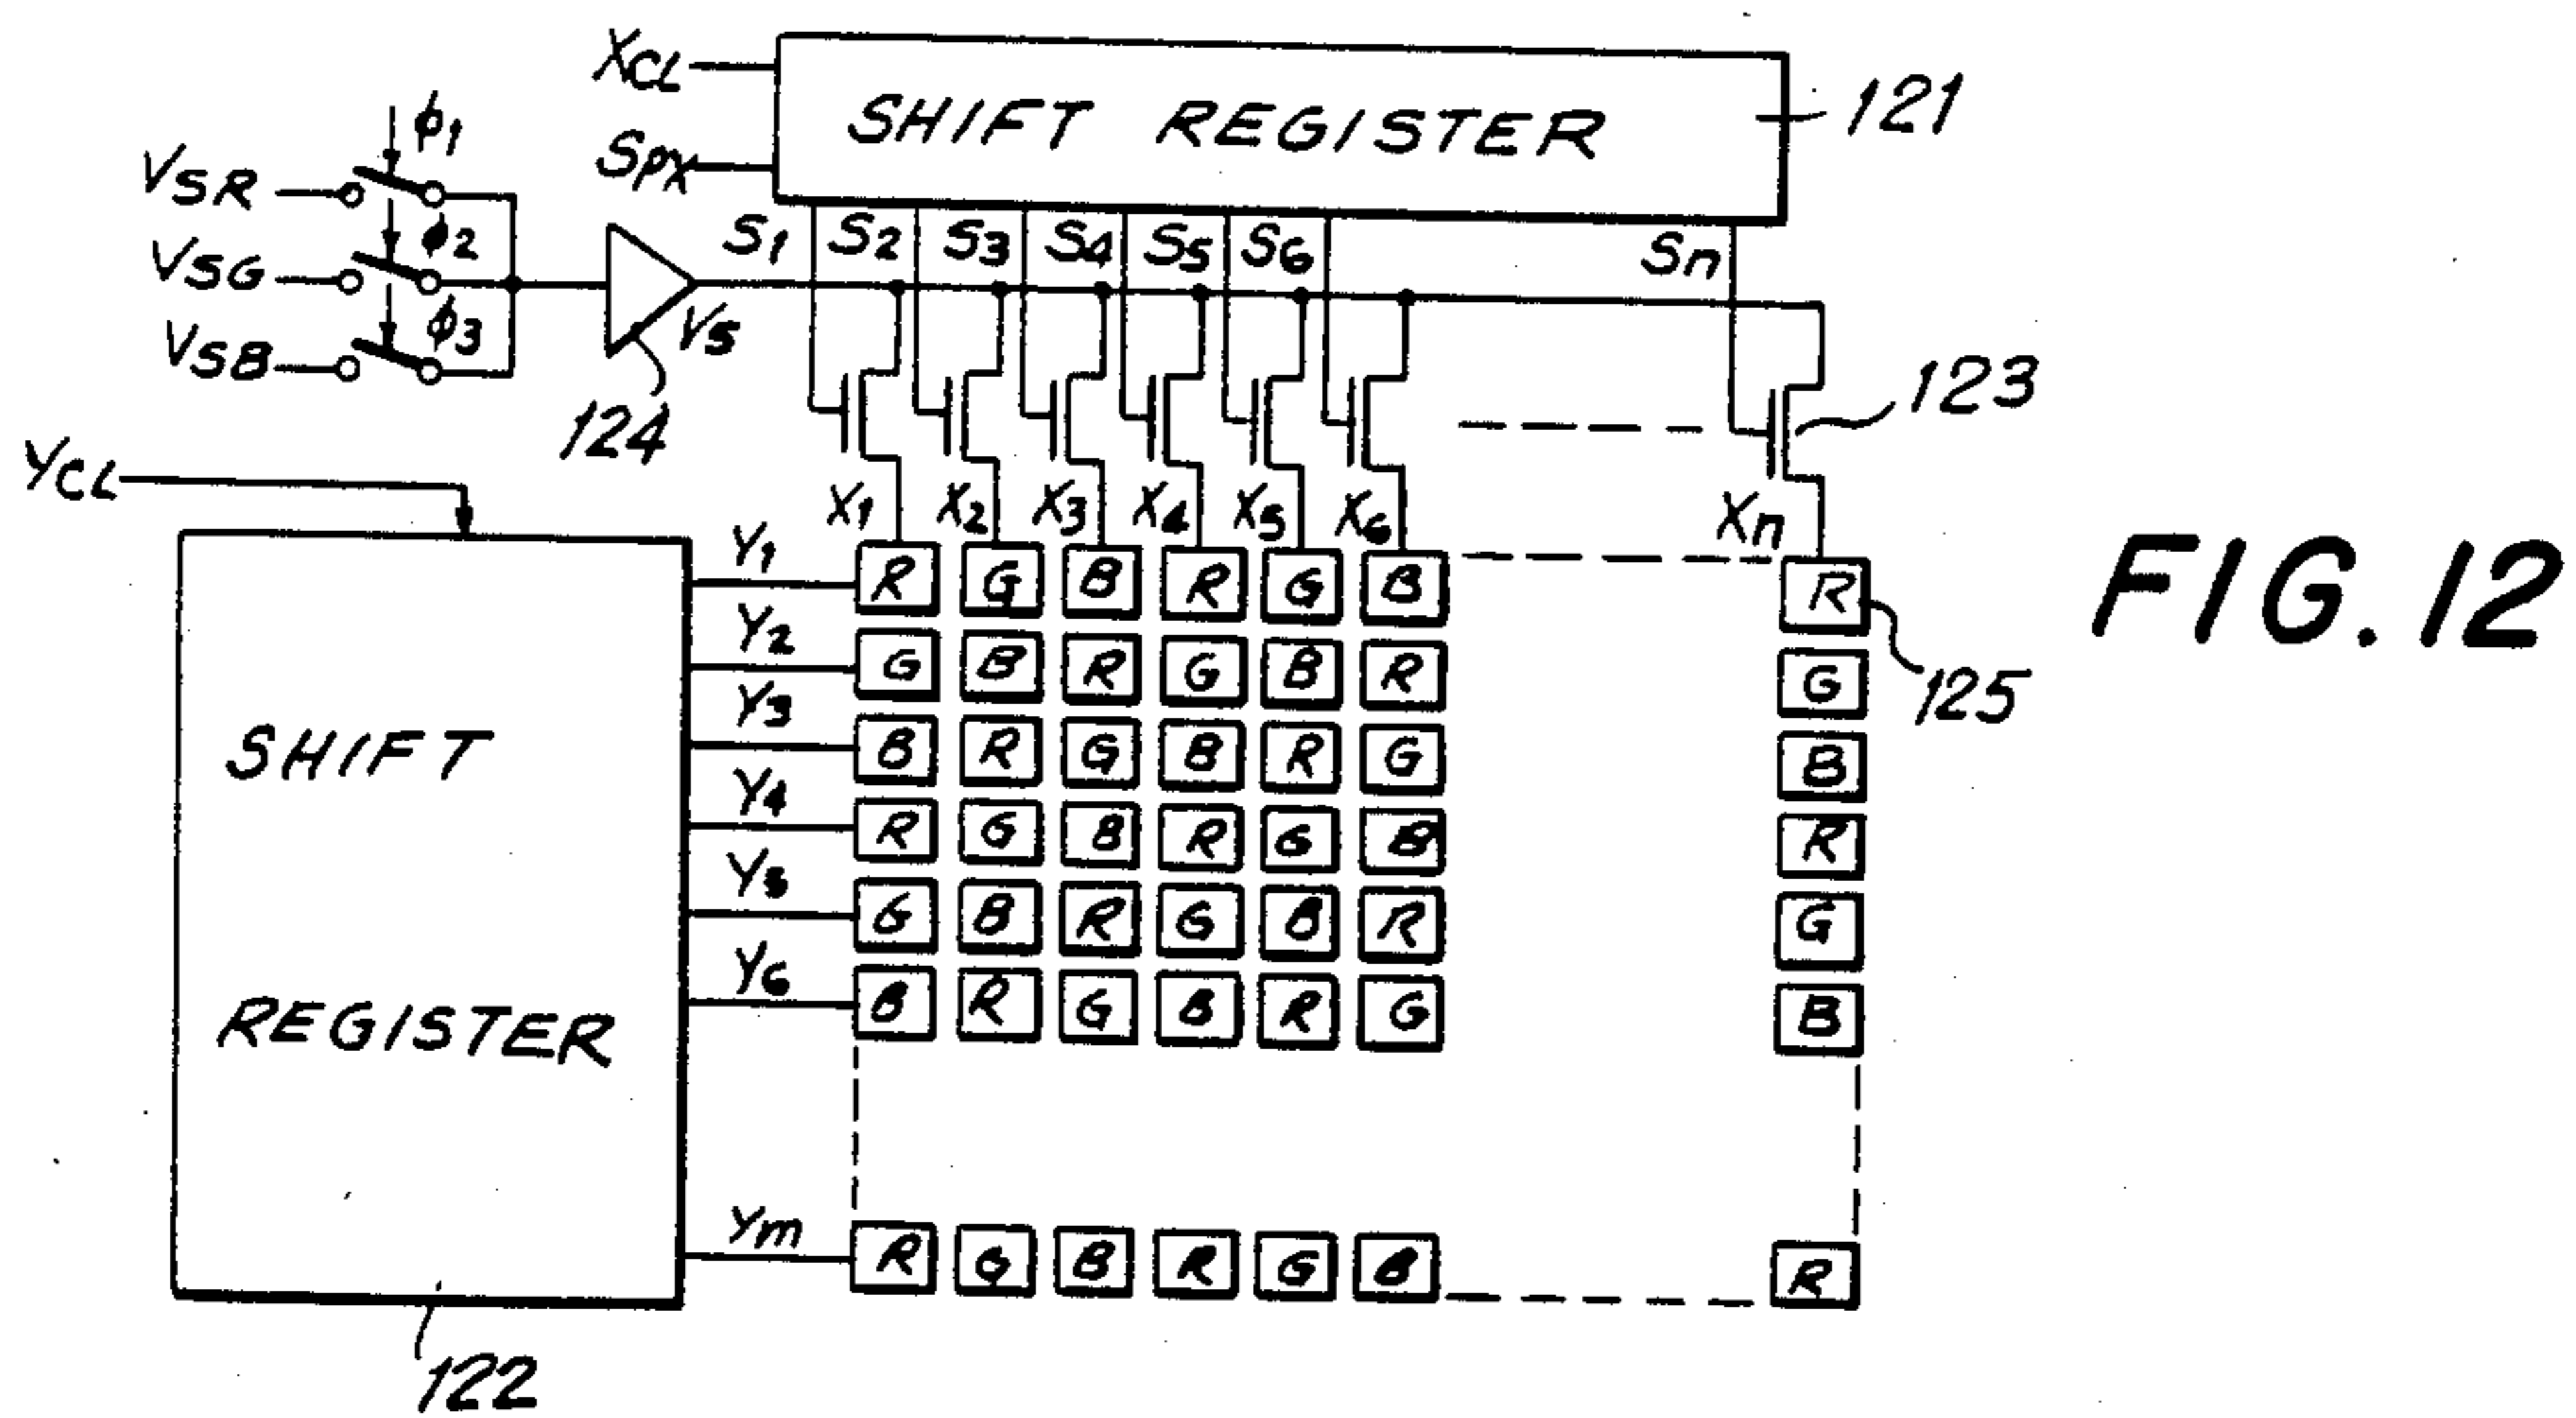 XCL
SHIFT REGISTER
121
SPX
φ1
VSR
φ2
VSG
φ3
VSB
VS
124
S1 S2 S3 S4 S5 S6 Sn
123
YCL
X1 X2 X3 X4 X5 X6 Xn
FIG. 12
Y1 R G B R G B R
125
Y2 G B R G B R G
Y3 B R G B R G B
Y4 R G B R G B R
Y5 G B R G B R G
Y6 B R G B R G B
Ym R G B R G B R
SHIFT
REGISTER
122